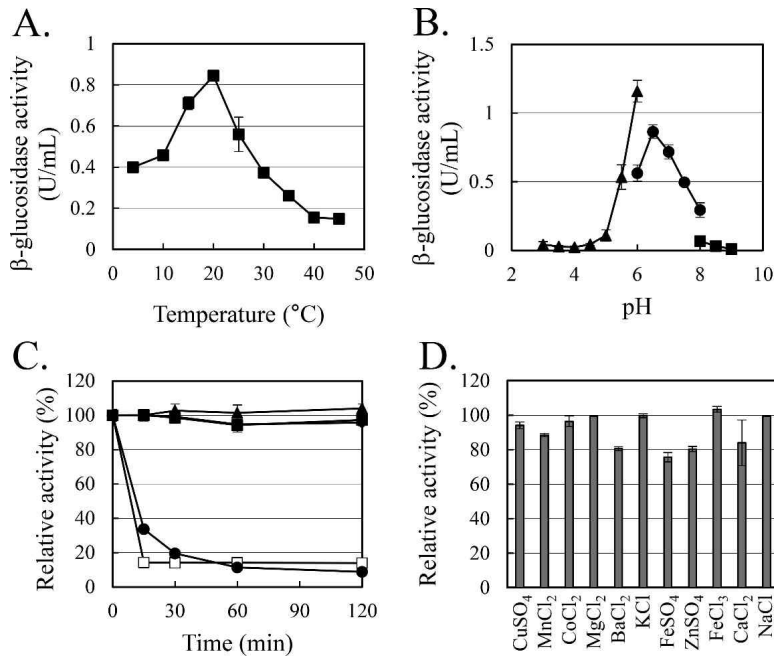 A.
β-glucosidase activity
(U/mL)
1
0.8
0.6
0.4
0.2
0
0 10 20 30 40 50
Temperature (°C)
B.
β-glucosidase activity
(U/mL)
1.5
1
0.5
0
2 4 6 8 10
pH
C.
Relative activity (%)
120
100
80
60
40
20
0
0 30 60 90 120
Time (min)
D.
Relative activity (%)
120
100
80
60
40
20
0
CuSO₄
MnCl₂
CoCl₂
MgCl₂
BaCl₂
KCl
FeSO₄
ZnSO₄
FeCl₃
CaCl₂
NaCl